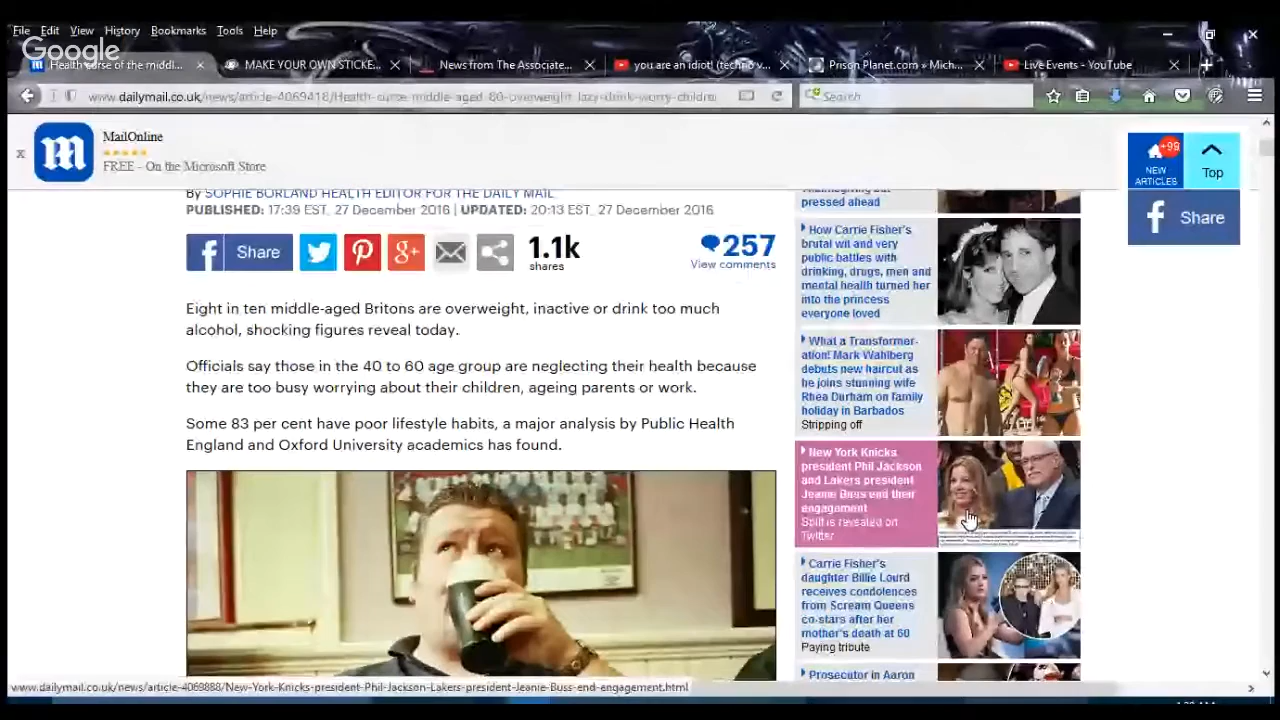 File Edit View History Bookmarks Tools Help
Google
Health curse of the middl...
MAKE YOUR OWN STICKE...
News from The Associate...
you are an idiot! (techno v...
Prison Planet.com » Mich...
Live Events - YouTube
www.dailymail.co.uk/news/article-4069418/Health-curse-middle-aged-80-overweight-lazy-drink-worry-childre
Search
MailOnline
FREE - On the Microsoft Store
+99
NEW
ARTICLES
Top
Share
By SOPHIE BORLAND HEALTH EDITOR FOR THE DAILY MAIL
PUBLISHED: 17:39 EST, 27 December 2016 | UPDATED: 20:13 EST, 27 December 2016
Share
1.1k
shares
257
View comments
Eight in ten middle-aged Britons are overweight, inactive or drink too much
alcohol, shocking figures reveal today.
Officials say those in the 40 to 60 age group are neglecting their health because
they are too busy worrying about their children, ageing parents or work.
Some 83 per cent have poor lifestyle habits, a major analysis by Public Health
England and Oxford University academics has found.
pressed ahead
How Carrie Fisher's
brutal wit and very
public battles with
drinking, drugs, men and
mental health turned her
into the princess
everyone loved
What a Transformer-
ation! Mark Wahlberg
debuts new haircut as
he joins stunning wife
Rhea Durham on family
holiday in Barbados
Stripping off
New York Knicks
president Phil Jackson
and Lakers president
Jeanie Buss end their
engagement
Split is revealed on
Twitter
Carrie Fisher's
daughter Billie Lourd
receives condolences
from Scream Queens
co-stars after her
mother's death at 60
Paying tribute
Prosecutor in Aaron
www.dailymail.co.uk/news/article-4069888/New-York-Knicks-president-Phil-Jackson-Lakers-president-Jeanie-Buss-end-engagement.html